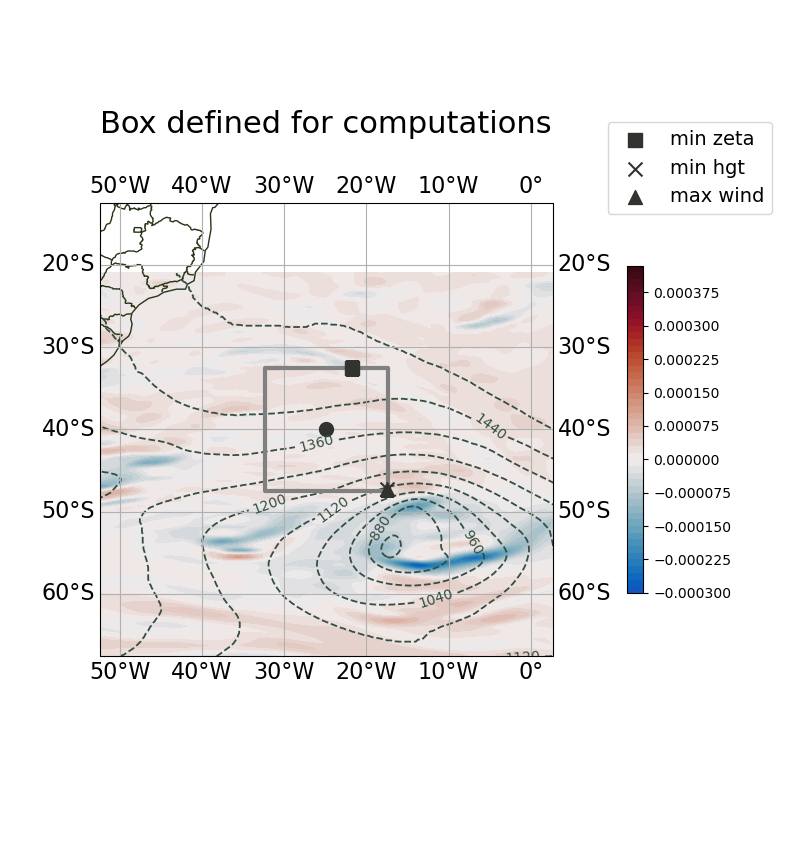 Box defined for computations
min zeta
min hgt
max wind
50°W 40°W 30°W 20°W 10°W 0°
20°S 20°S
30°S 30°S
40°S 40°S
50°S 50°S
60°S 60°S
1440
1360
1200
1120
880
960
1040
1120
50°W 40°W 30°W 20°W 10°W 0°
0.000375
0.000300
0.000225
0.000150
0.000075
0.000000
−0.000075
−0.000150
−0.000225
−0.000300